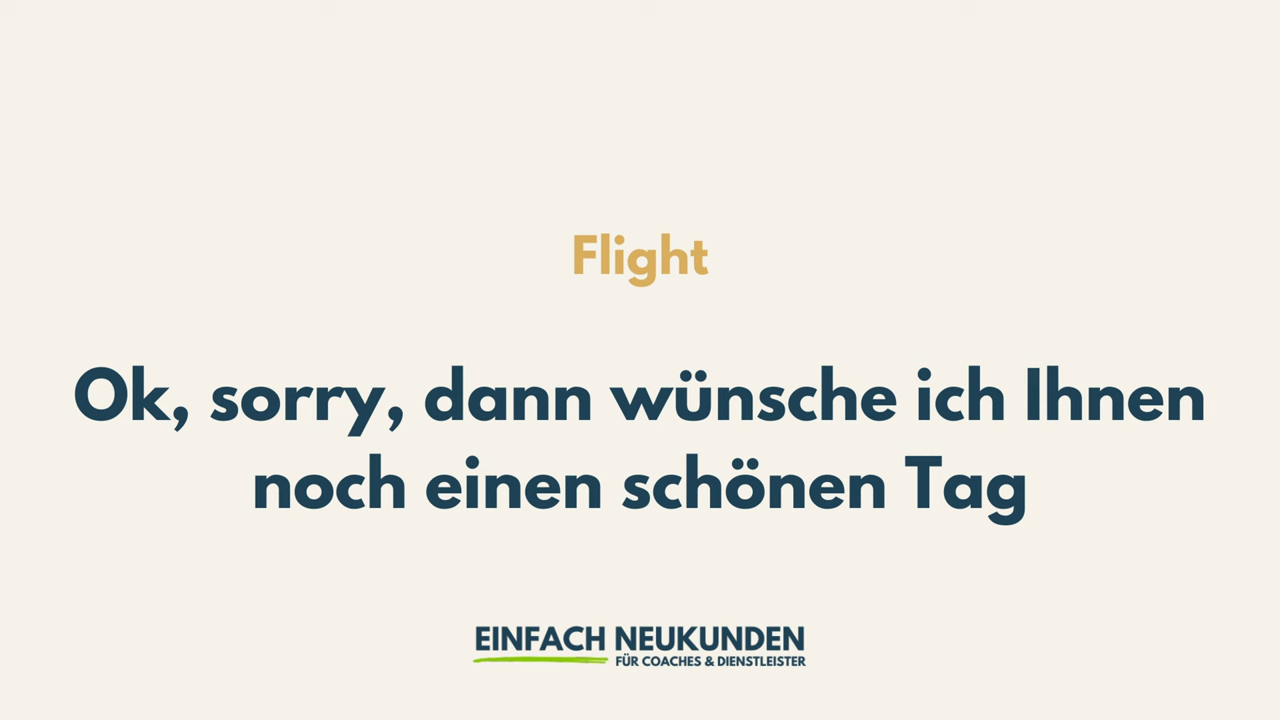 Flight
Ok, sorry, dann wünsche ich Ihnen
noch einen schönen Tag
EINFACH NEUKUNDEN
FÜR COACHES & DIENSTLEISTER